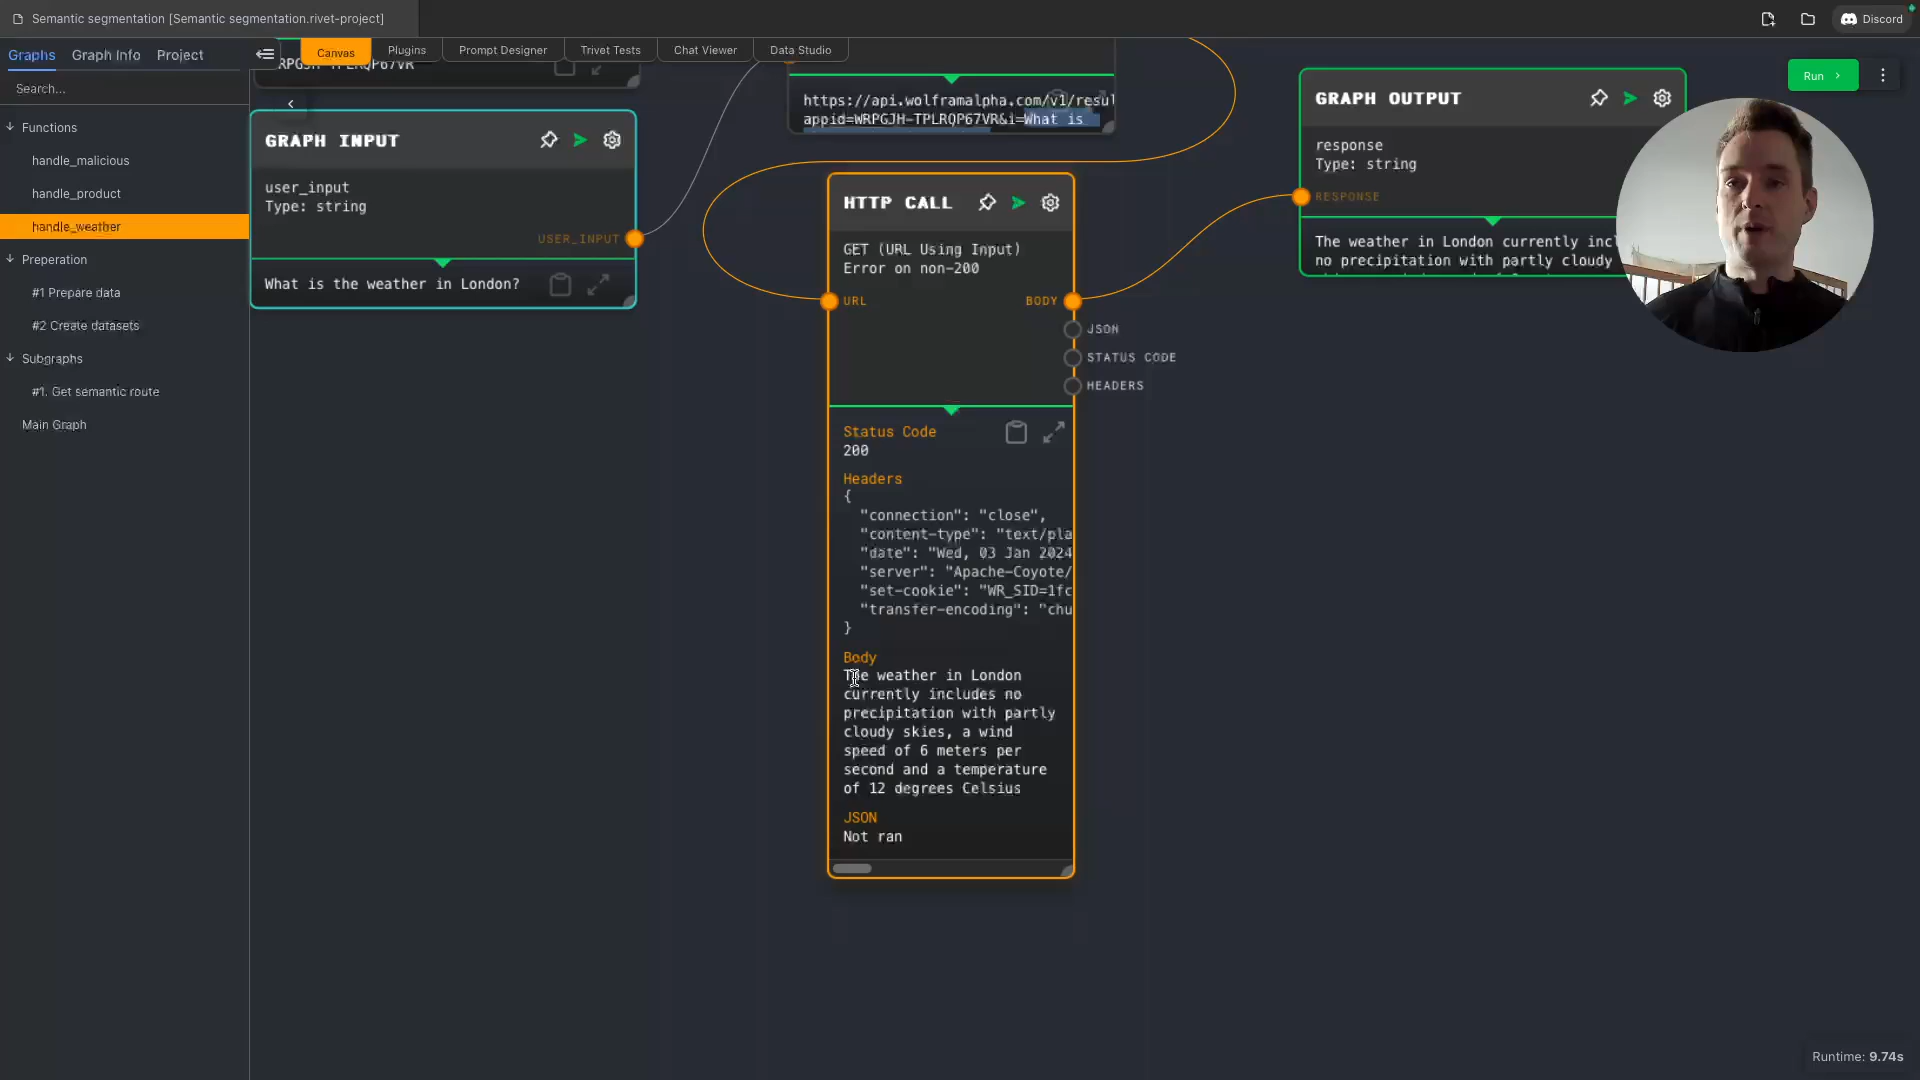 Semantic segmentation [Semantic segmentation.rivet-project]
Discord
Graphs
Graph Info
Project
Canvas
Plugins
Prompt Designer
Trivet Tests
Chat Viewer
Data Studio
Run
Search...
Functions
handle_malicious
handle_product
handle_weather
Preperation
#1 Prepare data
#2 Create datasets
Subgraphs
#1. Get semantic route
Main Graph
GRAPH INPUT
user_input
Type: string
USER_INPUT
What is the weather in London?
https://api.wolframalpha.com/v1/resul
appid=WRPGJH-TPLRQP67VR&i=What is
HTTP CALL
GET (URL Using Input)
Error on non-200
URL
BODY
JSON
STATUS CODE
HEADERS
Status Code
200
Headers
{
"connection": "close",
"content-type": "text/pla
"date": "Wed, 03 Jan 2024
"server": "Apache-Coyote/
"set-cookie": "WR_SID=1fc
"transfer-encoding": "chu
}
Body
The weather in London
currently includes no
precipitation with partly
cloudy skies, a wind
speed of 6 meters per
second and a temperature
of 12 degrees Celsius
JSON
Not ran
GRAPH OUTPUT
response
Type: string
RESPONSE
The weather in London currently incl
no precipitation with partly cloudy
Runtime: 9.74s